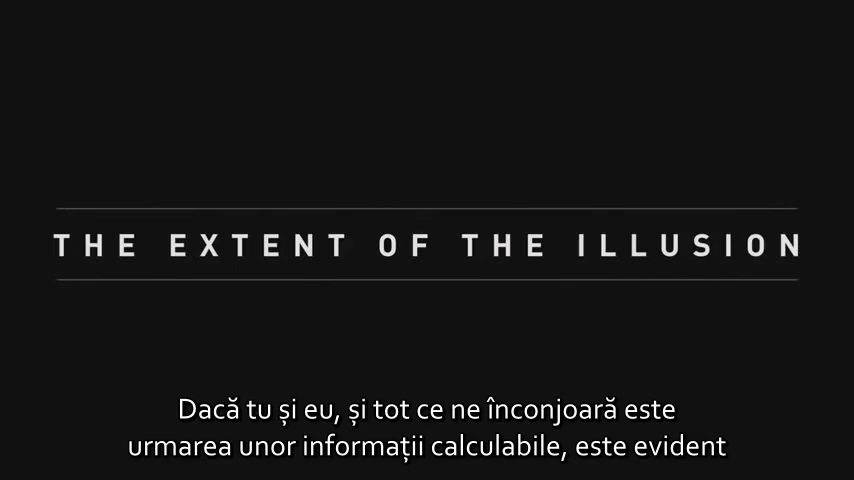 THE EXTENT OF THE ILLUSION
Dacă tu și eu, și tot ce ne înconjoară este
urmarea unor informații calculabile, este evident